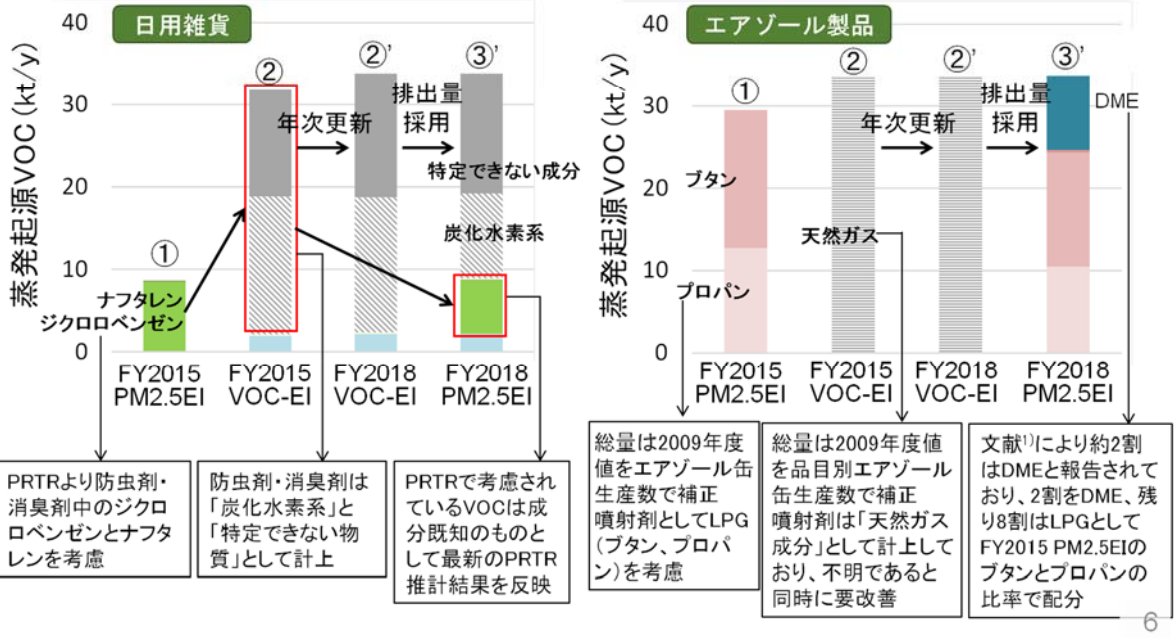 日用雑貨
蒸発起源VOC (kt/y)
40
30
20
10
0
①
②
②’
③’
年次更新
排出量
採用
特定できない成分
炭化水素系
ナフタレン
ジクロロベンゼン
FY2015
PM2.5EI
FY2015
VOC-EI
FY2018
VOC-EI
FY2018
PM2.5EI
PRTRより防虫剤・
消臭剤中のジクロ
ロベンゼンとナフタ
レンを考慮
防虫剤・消臭剤は
「炭化水素系」と
「特定できない物
質」として計上
PRTRで考慮され
ているVOCは成
分既知のものと
して最新のPRTR
推計結果を反映
エアゾール製品
蒸発起源VOC (kt/y)
40
30
20
10
0
①
②
②’
③’
年次更新
排出量
採用
DME
ブタン
天然ガス
プロパン
FY2015
PM2.5EI
FY2015
VOC-EI
FY2018
VOC-EI
FY2018
PM2.5EI
総量は2009年度
値をエアゾール缶
生産数で補正
噴射剤としてLPG
（ブタン、プロパ
ン）を考慮
総量は2009年度値
を品目別エアゾール
缶生産数で補正
噴射剤は「天然ガス
成分」として計上して
おり、不明であると
同時に要改善
文献1)により約2割
はDMEと報告されて
おり、2割をDME、残
り8割はLPGとして
FY2015 PM2.5EIの
ブタンとプロパンの
比率で配分
6